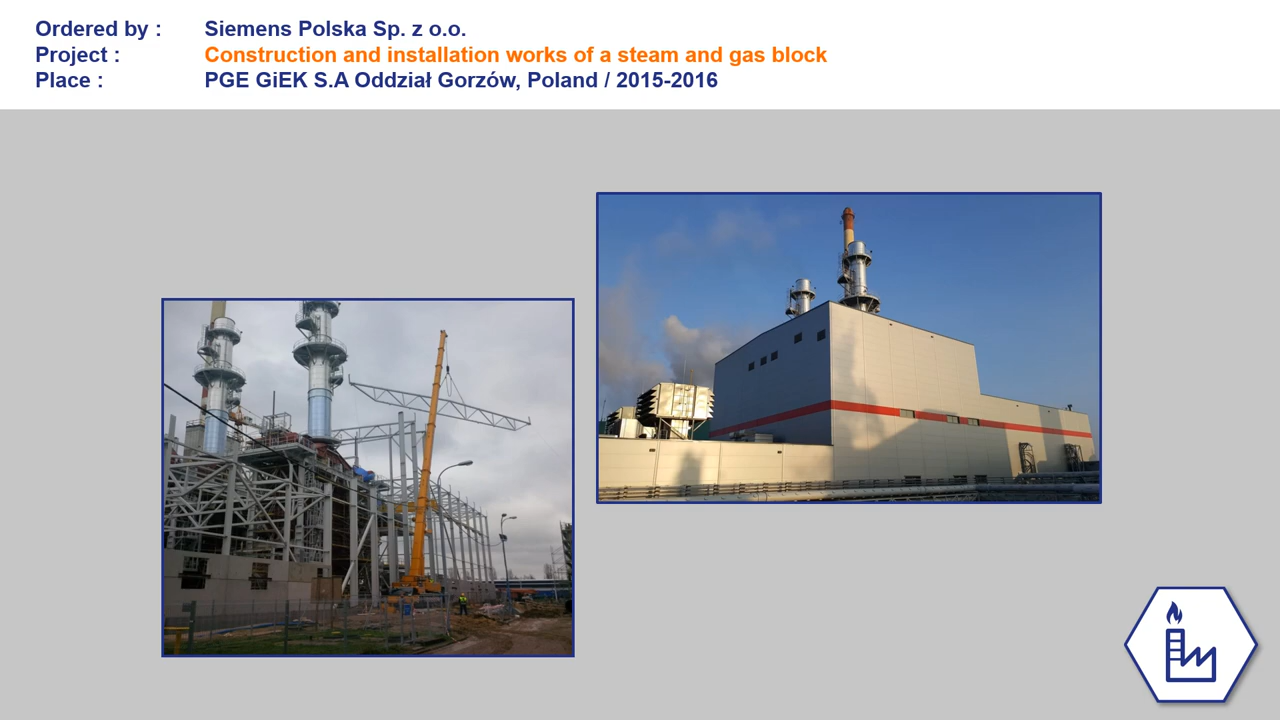 Ordered by : Siemens Polska Sp. z o.o.
Project : Construction and installation works of a steam and gas block
Place : PGE GiEK S.A Oddział Gorzów, Poland / 2015-2016